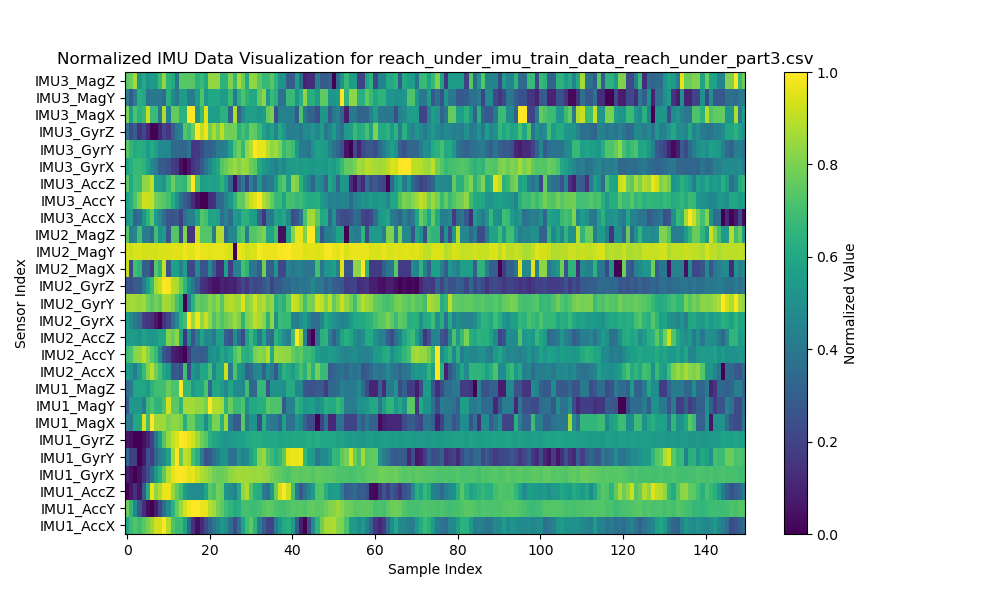 Normalized IMU Data Visualization for reach_under_imu_train_data_reach_under_part3.csv
IMU3_MagZ
IMU3_MagY
IMU3_MagX
IMU3_GyrZ
IMU3_GyrY
IMU3_GyrX
IMU3_AccZ
IMU3_AccY
IMU3_AccX
IMU2_MagZ
IMU2_MagY
IMU2_MagX
IMU2_GyrZ
IMU2_GyrY
IMU2_GyrX
IMU2_AccZ
IMU2_AccY
IMU2_AccX
IMU1_MagZ
IMU1_MagY
IMU1_MagX
IMU1_GyrZ
IMU1_GyrY
IMU1_GyrX
IMU1_AccZ
IMU1_AccY
IMU1_AccX
Sensor Index
0 20 40 60 80 100 120 140
Sample Index
1.0
0.8
0.6
0.4
0.2
0.0
Normalized Value